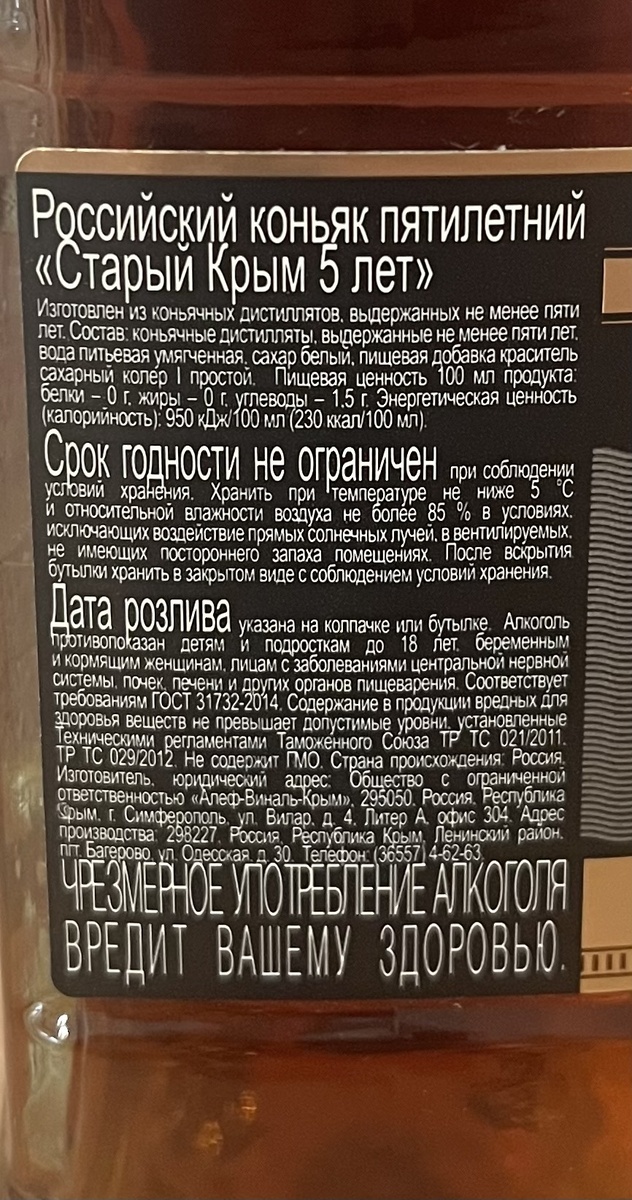 Российский коньяк пятилетний
«Старый Крым 5 лет»
Изготовлен из коньячных дистиллятов, выдержанных не менее пяти
лет. Состав: коньячные дистилляты, выдержанные не менее пяти лет,
вода питьевая умягченная, сахар белый, пищевая добавка краситель
сахарный колер I простой. Пищевая ценность 100 мл продукта:
белки – 0 г, жиры – 0 г, углеводы – 1,5 г. Энергетическая ценность
(калорийность): 950 кДж/100 мл (230 ккал/100 мл).
Срок годности не ограничен при соблюдении
условий хранения. Хранить при температуре не ниже 5 °С
и относительной влажности воздуха не более 85 % в условиях,
исключающих воздействие прямых солнечных лучей, в вентилируемых,
не имеющих постороннего запаха помещениях. После вскрытия
бутылки хранить в закрытом виде с соблюдением условий хранения.
Дата розлива указана на колпачке или бутылке. Алкоголь
противопоказан детям и подросткам до 18 лет, беременным
и кормящим женщинам, лицам с заболеваниями центральной нервной
системы, почек, печени и других органов пищеварения. Соответствует
требованиям ГОСТ 31732-2014. Содержание в продукции вредных для
здоровья веществ не превышает допустимые уровни, установленные
Техническими регламентами Таможенного Союза ТР ТС 021/2011,
ТР ТС 029/2012. Не содержит ГМО. Страна происхождения: Россия.
Изготовитель, юридический адрес: Общество с ограниченной
ответственностью «Алеф-Виналь-Крым», 295050, Россия, Республика
Крым, г. Симферополь, ул. Вилар, д. 4, Литер А, офис 304. Адрес
производства: 298227, Россия, Республика Крым, Ленинский район,
пгт. Багерово, ул. Одесская, д. 30. Телефон: (36557) 4-62-63.
ЧРЕЗМЕРНОЕ УПОТРЕБЛЕНИЕ АЛКОГОЛЯ
ВРЕДИТ ВАШЕМУ ЗДОРОВЬЮ.